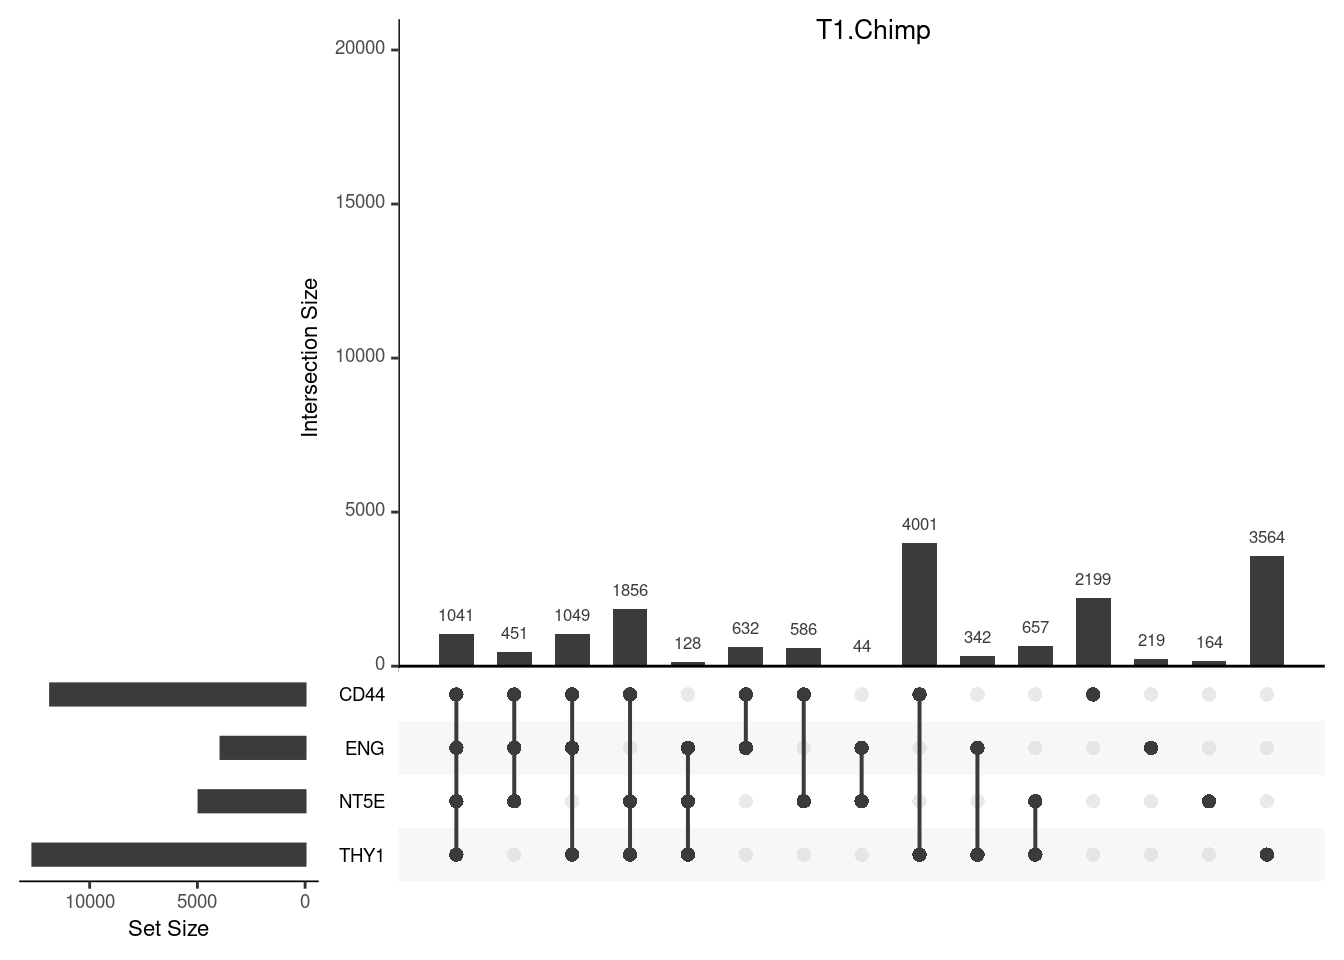 T1.Chimp
20000
15000
10000
5000
0
Intersection Size
1041
451
1049
1856
128
632
586
44
4001
342
657
2199
219
164
3564
CD44
ENG
NT5E
THY1
10000 5000 0
Set Size